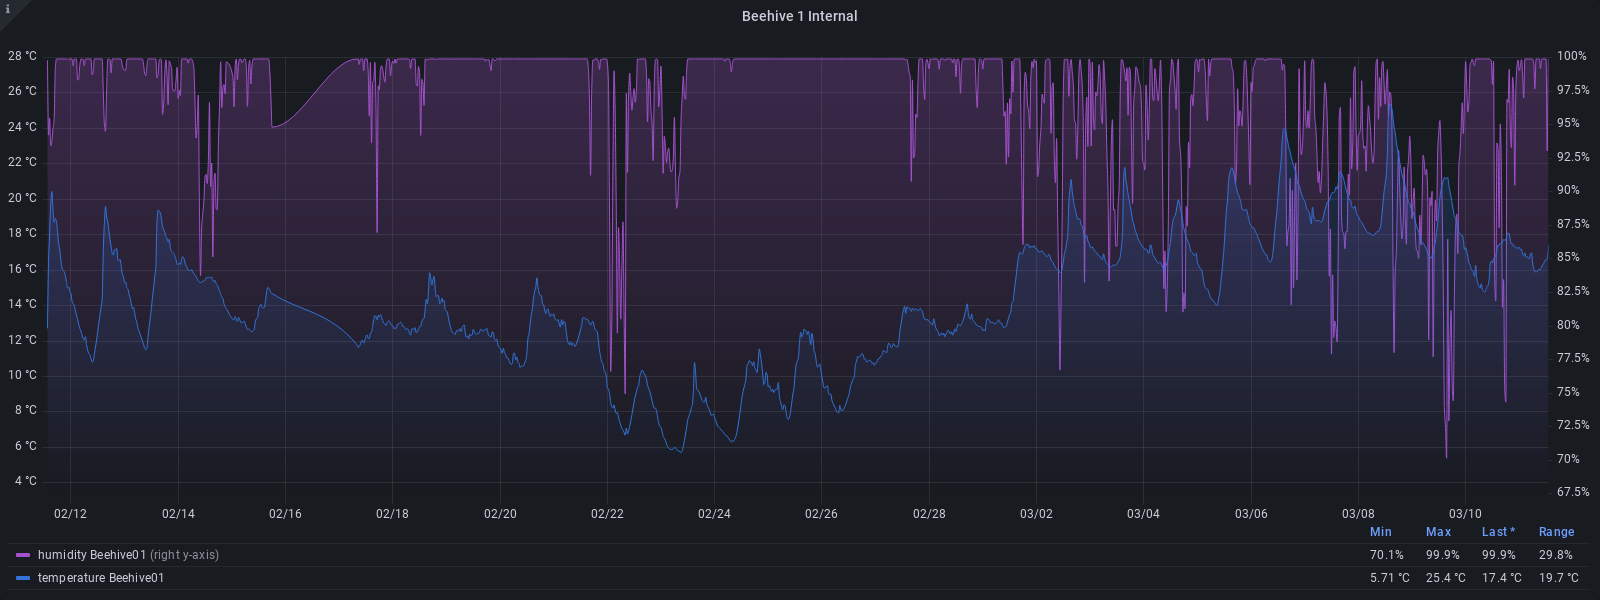 i
Beehive 1 Internal
28 °C 100%
26 °C 97.5%
24 °C 95%
22 °C 92.5%
20 °C 90%
18 °C 87.5%
16 °C 85%
14 °C 82.5%
12 °C 80%
10 °C 77.5%
8 °C 75%
6 °C 72.5%
4 °C 70%
67.5%
02/12 02/14 02/16 02/18 02/20 02/22 02/24 02/26 02/28 03/02 03/04 03/06 03/08 03/10
Min Max Last * Range
humidity Beehive01 (right y-axis) 70.1% 99.9% 99.9% 29.8%
temperature Beehive01 5.71 °C 25.4 °C 17.4 °C 19.7 °C